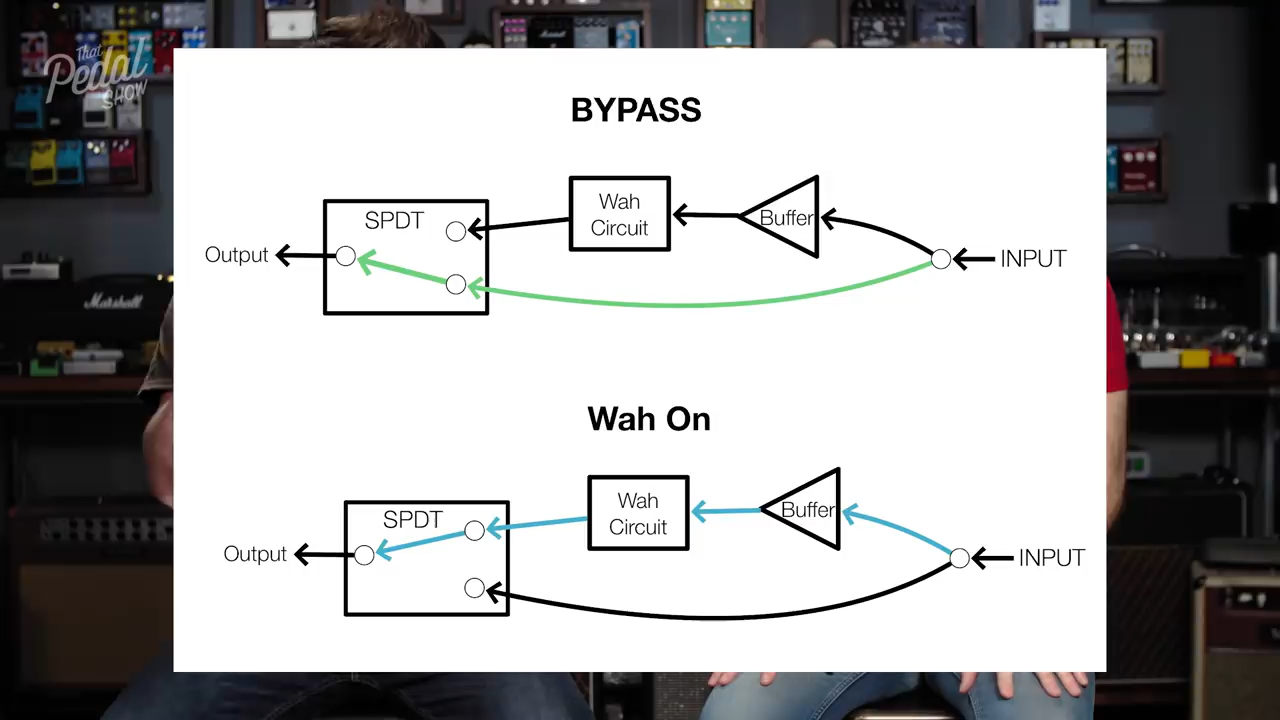 That
Pedal
SHOW
Marshall
BYPASS
SPDT
Wah
Circuit
Buffer
Output
INPUT
Wah On
SPDT
Wah
Circuit
Buffer
Output
INPUT